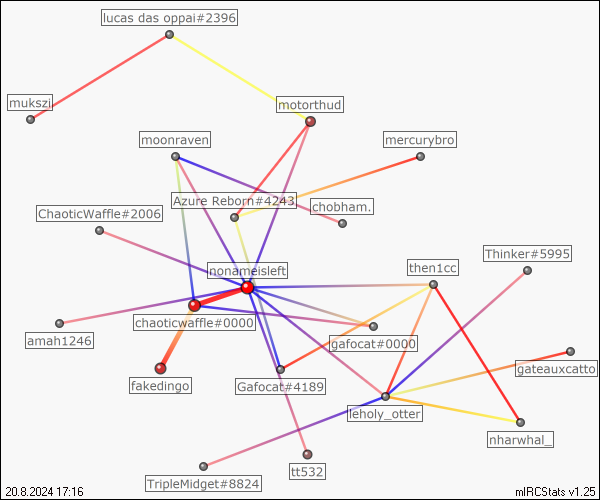 lucas das oppai#2396
mukszi
motorthud
moonraven
mercurybro
Azure Reborn#4243
chobham.
ChaoticWaffle#2006
Thinker#5995
nonameisleft
then1cc
chaoticwaffle#0000
amah1246
gafocat#0000
gateauxcatto
fakedingo
Gafocat#4189
leholy_otter
nharwhal_
tt532
TripleMidget#8824
20.8.2024 17:16
mIRCStats v1.25